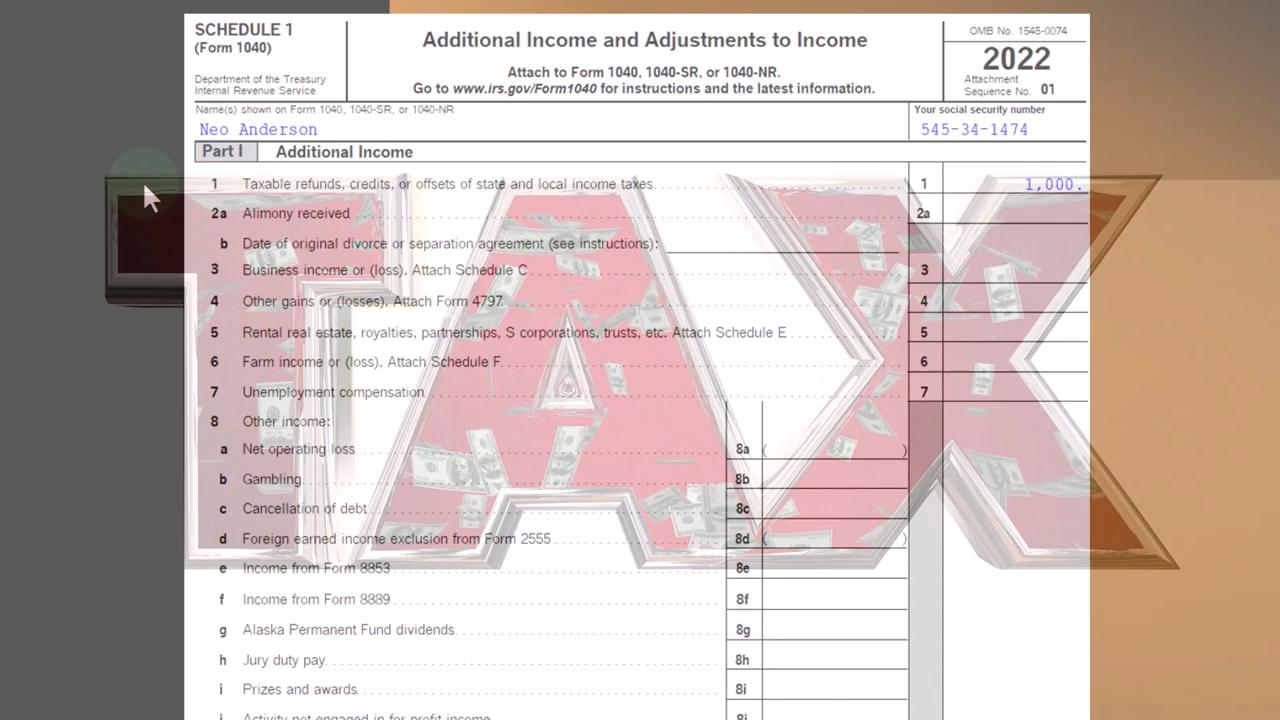 SCHEDULE 1
(Form 1040)
Department of the Treasury
Internal Revenue Service
Additional Income and Adjustments to Income
Attach to Form 1040, 1040-SR, or 1040-NR.
Go to www.irs.gov/Form1040 for instructions and the latest information.
OMB No. 1545-0074
2022
Attachment
Sequence No. 01
Name(s) shown on Form 1040, 1040-SR, or 1040-NR
Your social security number
Neo Anderson
545-34-1474
Part I Additional Income
1 Taxable refunds, credits, or offsets of state and local income taxes 1 1,000.
2a Alimony received 2a
b Date of original divorce or separation agreement (see instructions):
3 Business income or (loss). Attach Schedule C 3
4 Other gains or (losses). Attach Form 4797 4
5 Rental real estate, royalties, partnerships, S corporations, trusts, etc. Attach Schedule E 5
6 Farm income or (loss). Attach Schedule F 6
7 Unemployment compensation 7
8 Other income:
a Net operating loss 8a ( )
b Gambling 8b
c Cancellation of debt 8c
d Foreign earned income exclusion from Form 2555 8d ( )
e Income from Form 8853 8e
f Income from Form 8889 8f
g Alaska Permanent Fund dividends 8g
h Jury duty pay 8h
i Prizes and awards 8i
j Activity not engaged in for profit income 8j
TAX